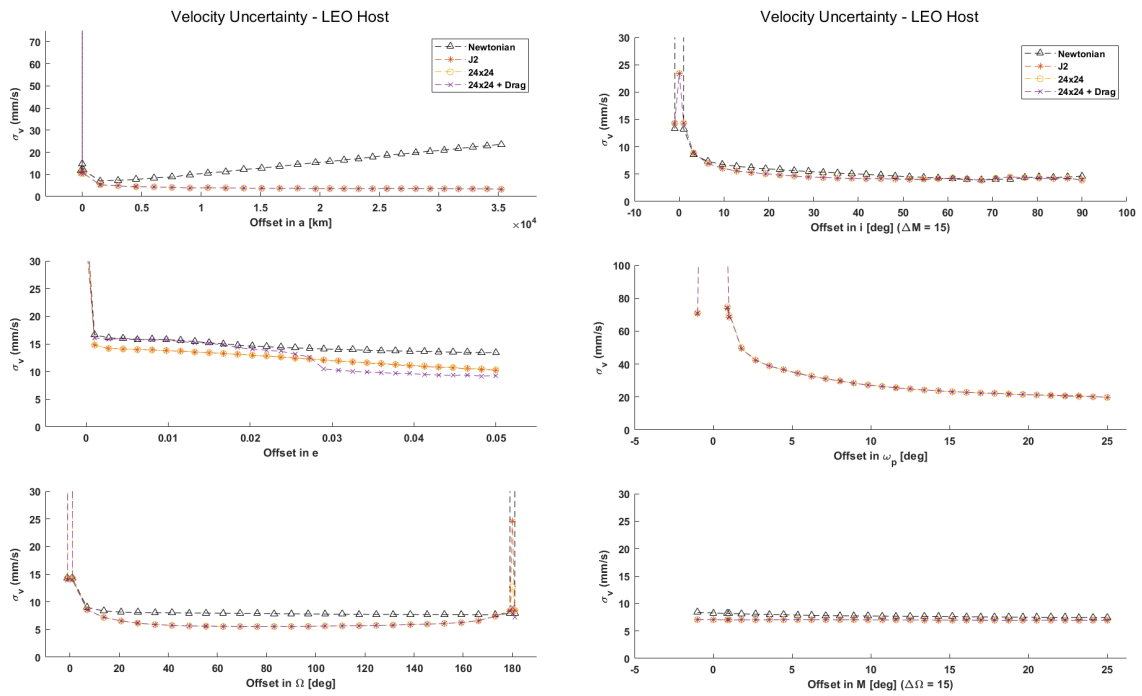 Velocity Uncertainty - LEO Host
σv (mm/s)
70
60
50
40
30
20
10
0
Newtonian
J2
24x24
24x24 + Drag
0 0.5 1 1.5 2 2.5 3 3.5
Offset in a [km]
×10^4
σv (mm/s)
30
25
20
15
10
5
0
0 0.01 0.02 0.03 0.04 0.05
Offset in e
σv (mm/s)
30
25
20
15
10
5
0
0 20 40 60 80 100 120 140 160 180
Offset in Ω [deg]
Velocity Uncertainty - LEO Host
σv (mm/s)
30
25
20
15
10
5
0
Newtonian
J2
24x24
24x24 + Drag
-10 0 10 20 30 40 50 60 70 80 90 100
Offset in i [deg] (ΔM = 15)
σv (mm/s)
100
80
60
40
20
0
-5 0 5 10 15 20 25
Offset in ωp [deg]
σv (mm/s)
30
25
20
15
10
5
0
-5 0 5 10 15 20 25
Offset in M [deg] (ΔΩ = 15)